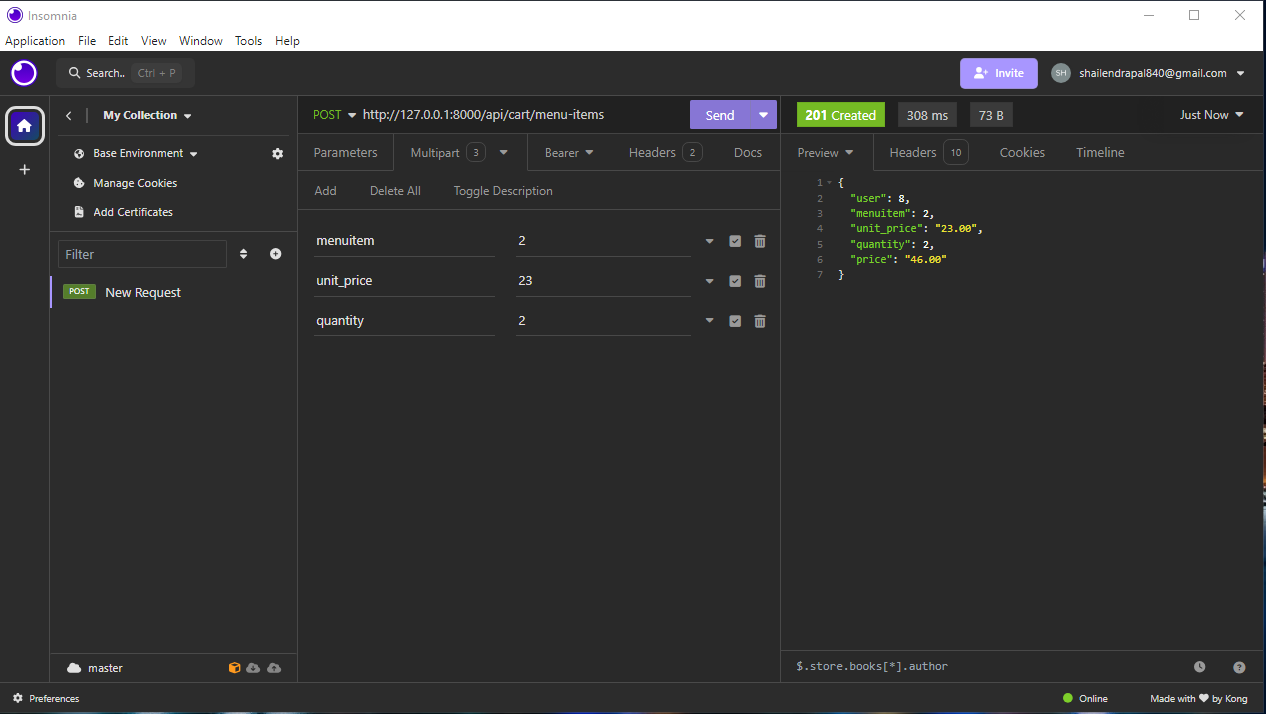 Insomnia
Application File Edit View Window Tools Help
Search.. Ctrl + P
Invite
SH shailendrapal840@gmail.com
My Collection
POST http://127.0.0.1:8000/api/cart/menu-items
Send
201 Created 308 ms 73 B
Just Now
Base Environment
Manage Cookies
Add Certificates
Parameters Multipart 3 Bearer Headers 2 Docs
Preview Headers 10 Cookies Timeline
Add Delete All Toggle Description
Filter
POST New Request
menuitem 2
unit_price 23
quantity 2
1 {
2 "user": 8,
3 "menuitem": 2,
4 "unit_price": "23.00",
5 "quantity": 2,
6 "price": "46.00"
7 }
master
$.store.books[*].author
?
Preferences
Online
Made with ❤ by Kong